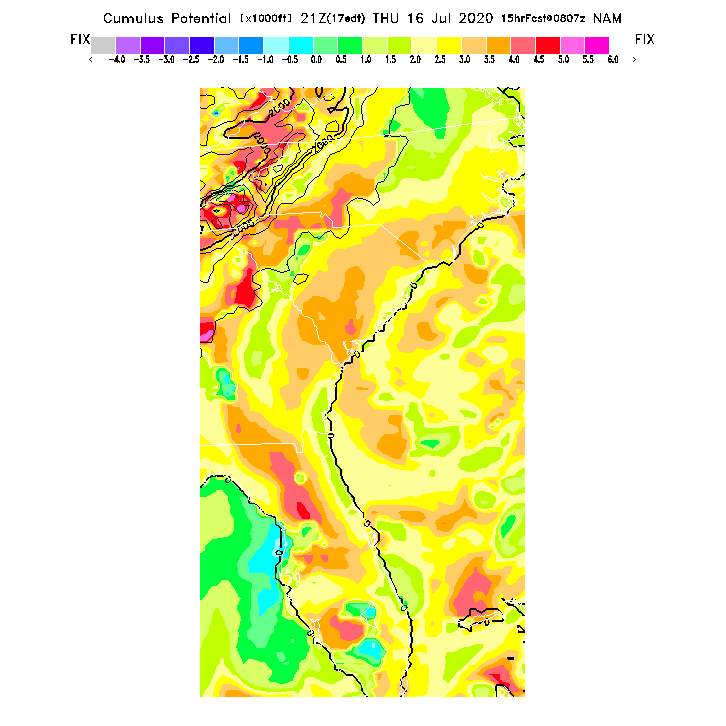 Cumulus Potential [x1000ft] 21Z(17edt) THU 16 Jul 2020 15hrFcst@0807z NAM
FIX FIX
< -4.0 -3.5 -3.0 -2.5 -2.0 -1.5 -1.0 -0.5 0.0 0.5 1.0 1.5 2.0 2.5 3.0 3.5 4.0 4.5 5.0 5.5 6.0 >
2000
2000